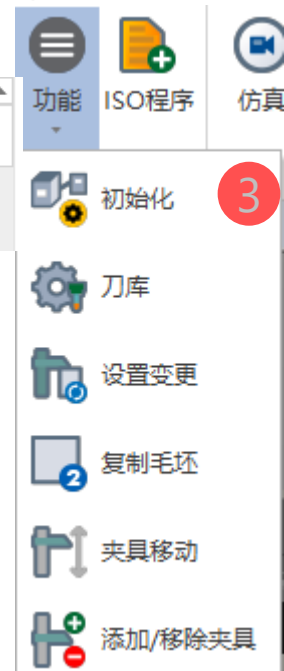 功能 ISO程序 仿真
初始化 3
刀库
设置变更
2 复制毛坯
夹具移动
添加/移除夹具